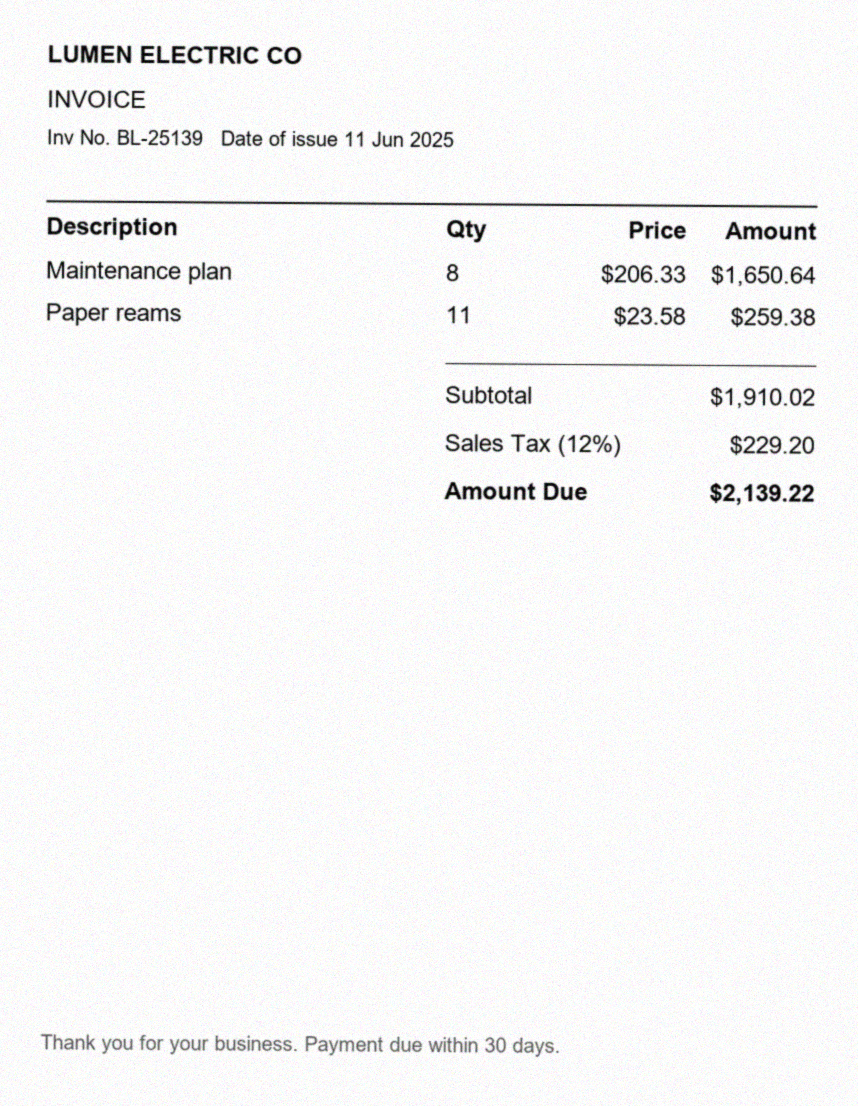 LUMEN ELECTRIC CO
INVOICE
Inv No. BL-25139 Date of issue 11 Jun 2025
Description Qty Price Amount
Maintenance plan 8 $206.33 $1,650.64
Paper reams 11 $23.58 $259.38
Subtotal $1,910.02
Sales Tax (12%) $229.20
Amount Due $2,139.22
Thank you for your business. Payment due within 30 days.